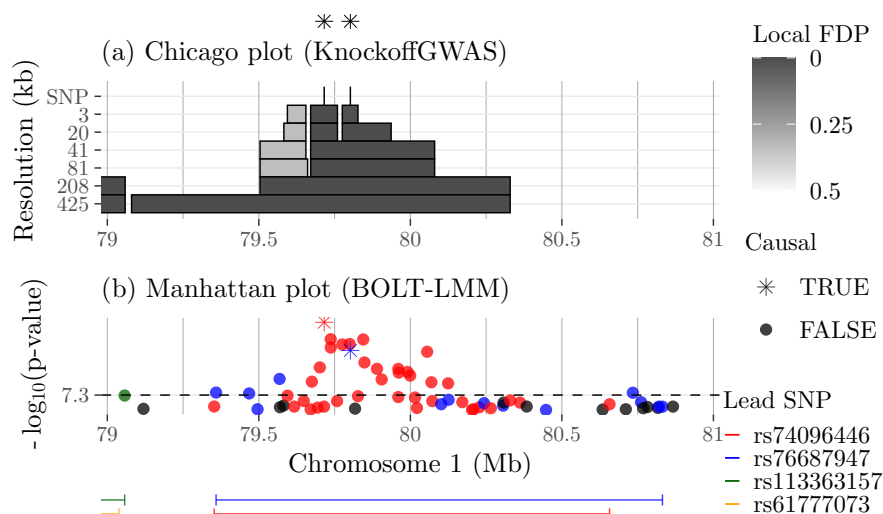 (a) Chicago plot (KnockoffGWAS)
Resolution (kb)
SNP
3
20
41
81
208
425
79
79.5
80
80.5
81
Local FDP
0
0.25
0.5
Causal
TRUE
FALSE
(b) Manhattan plot (BOLT-LMM)
-log10(p-value)
7.3
79
79.5
80
80.5
81
Chromosome 1 (Mb)
Lead SNP
rs74096446
rs76687947
rs113363157
rs61777073